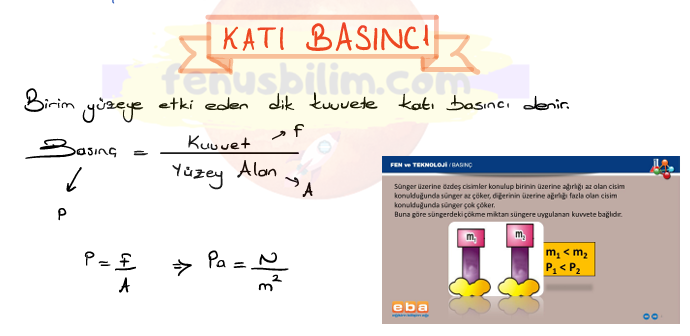 KATI BASINCI
fenusbilim.com
Birim yüzeye etki eden dik kuvvete katı basıncı denir.
Basınç = Kuvvet → F
Yüzey Alan → A
P
P = F/A ⇒ Pa = N/m²
FEN ve TEKNOLOJİ / BASINÇ
Sünger üzerine özdeş cisimler konulup birinin üzerine ağırlığı az olan cisim
konulduğunda sünger az çöker, diğerinin üzerine ağırlığı fazla olan cisim
konulduğunda sünger çok çöker.
Buna göre süngerdeki çökme miktarı süngere uygulanan kuvvete bağlıdır.
m₁ m₂
m₁ < m₂
P₁ < P₂
eba